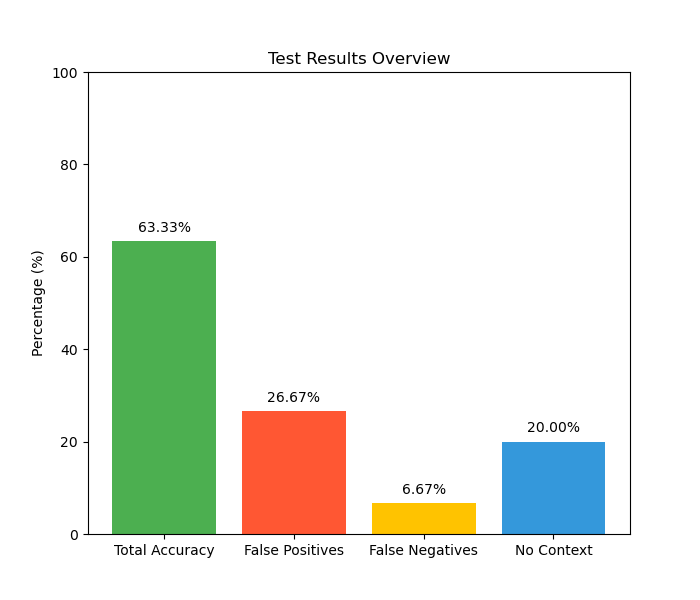 Test Results Overview
Percentage (%)
100
80
60
40
20
0
63.33%
26.67%
6.67%
20.00%
Total Accuracy
False Positives
False Negatives
No Context